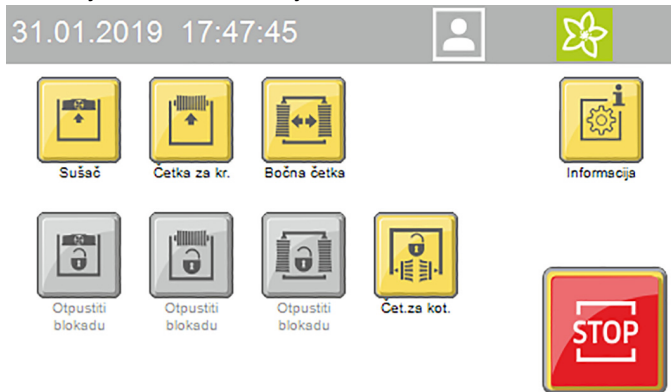 31.01.2019 17:47:45
Sušač
Četka za kr.
Bočna četka
Informacija
Otpustiti
blokadu
Otpustiti
blokadu
Otpustiti
blokadu
Čet.za kot.
STOP